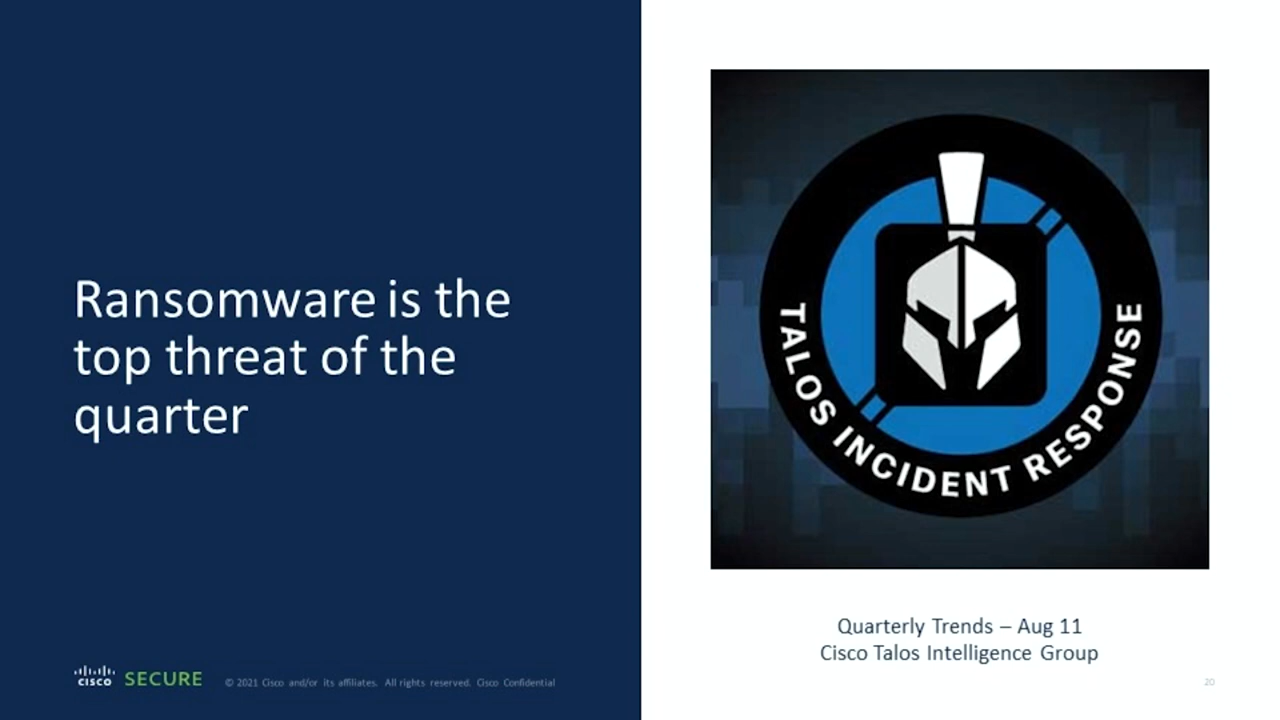 Ransomware is the
top threat of the
quarter
TALOS INCIDENT RESPONSE
Quarterly Trends – Aug 11
Cisco Talos Intelligence Group
CISCO SECURE © 2021 Cisco and/or its affiliates. All rights reserved. Cisco Confidential
20